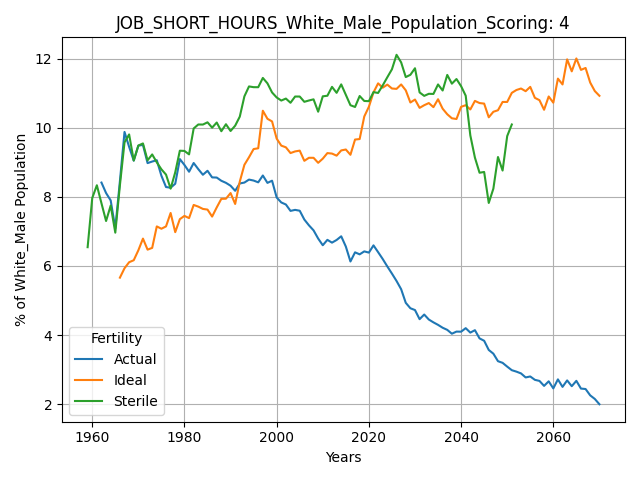 JOB_SHORT_HOURS_White_Male_Population_Scoring: 4
% of White_Male Population
12
10
8
6
4
2
Fertility
Actual
Ideal
Sterile
1960
1980
2000
2020
2040
2060
Years